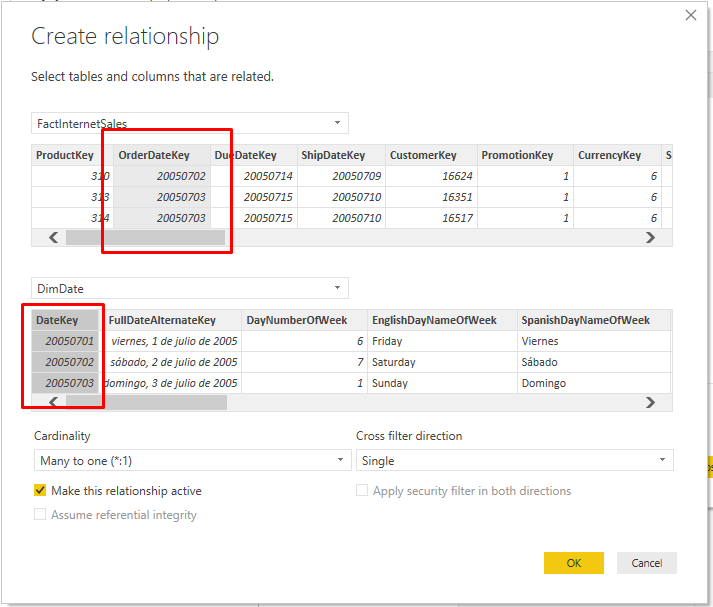 Create relationship
Select tables and columns that are related.
FactInternetSales
ProductKey OrderDateKey DueDateKey ShipDateKey CustomerKey PromotionKey CurrencyKey S
310 20050702 20050714 20050709 16624 1 6
313 20050703 20050715 20050710 16351 1 6
314 20050703 20050715 20050710 16517 1 6
DimDate
DateKey FullDateAlternateKey DayNumberOfWeek EnglishDayNameOfWeek SpanishDayNameOfWeek
20050701 viernes, 1 de julio de 2005 6 Friday Viernes
20050702 sábado, 2 de julio de 2005 7 Saturday Sábado
20050703 domingo, 3 de julio de 2005 1 Sunday Domingo
Cardinality Cross filter direction
Many to one (*:1) Single
Make this relationship active Apply security filter in both directions
Assume referential integrity
OK Cancel